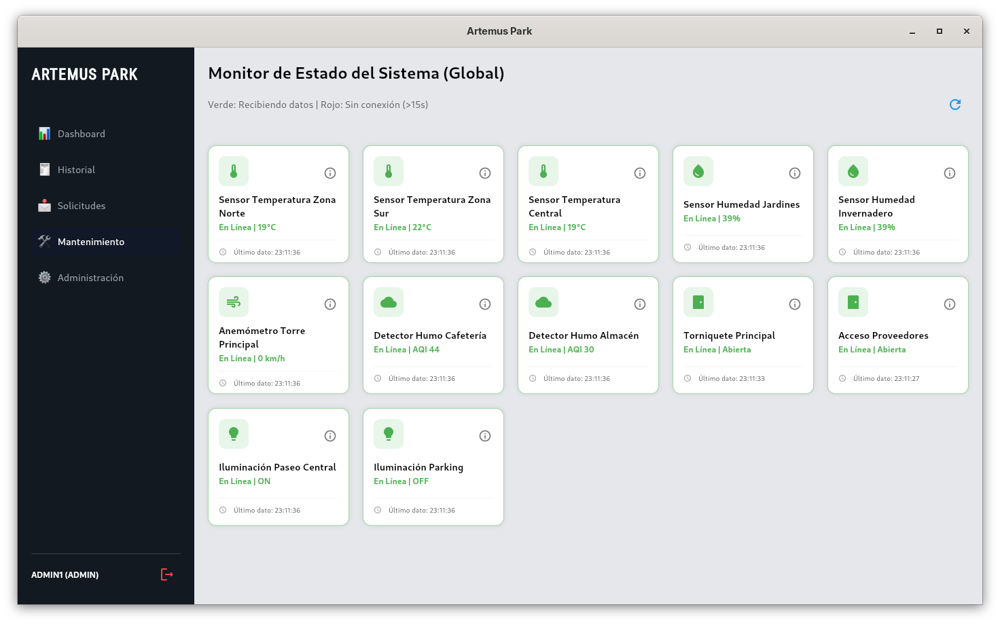 Artemus Park
ARTEMUS PARK
Dashboard
Historial
Solicitudes
Mantenimiento
Administración
ADMIN1 (ADMIN)
Monitor de Estado del Sistema (Global)
Verde: Recibiendo datos | Rojo: Sin conexión (>15s)
Sensor Temperatura Zona
Norte
En Línea | 19°C
Último dato: 23:11:36
Sensor Temperatura Zona
Sur
En Línea | 22°C
Último dato: 23:11:36
Sensor Temperatura
Central
En Línea | 19°C
Último dato: 23:11:36
Sensor Humedad Jardines
En Línea | 39%
Último dato: 23:11:36
Sensor Humedad
Invernadero
En Línea | 39%
Último dato: 23:11:36
Anemómetro Torre
Principal
En Línea | 0 km/h
Último dato: 23:11:36
Detector Humo Cafetería
En Línea | AQI 44
Último dato: 23:11:36
Detector Humo Almacén
En Línea | AQI 30
Último dato: 23:11:36
Torniquete Principal
En Línea | Abierta
Último dato: 23:11:33
Acceso Proveedores
En Línea | Abierta
Último dato: 23:11:27
Iluminación Paseo Central
En Línea | ON
Último dato: 23:11:36
Iluminación Parking
En Línea | OFF
Último dato: 23:11:36